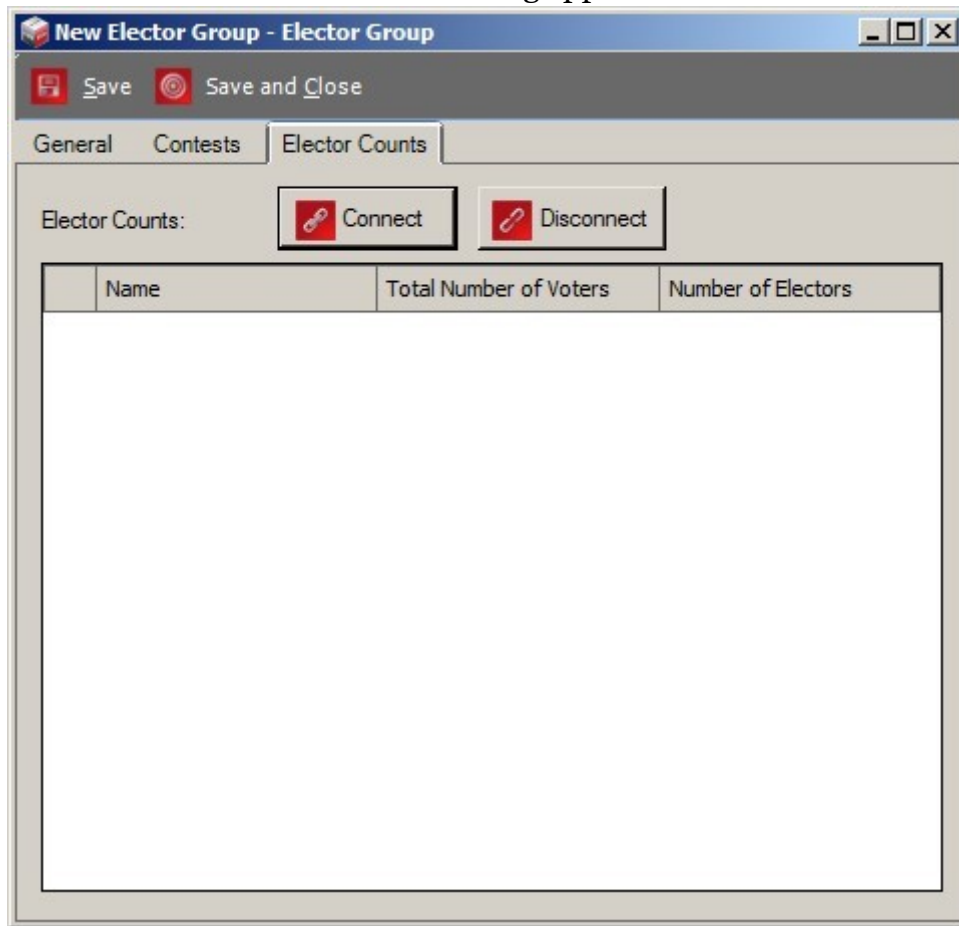 New Elector Group - Elector Group
Save Save and Close
General Contests Elector Counts
Elector Counts: Connect Disconnect
Name Total Number of Voters Number of Electors